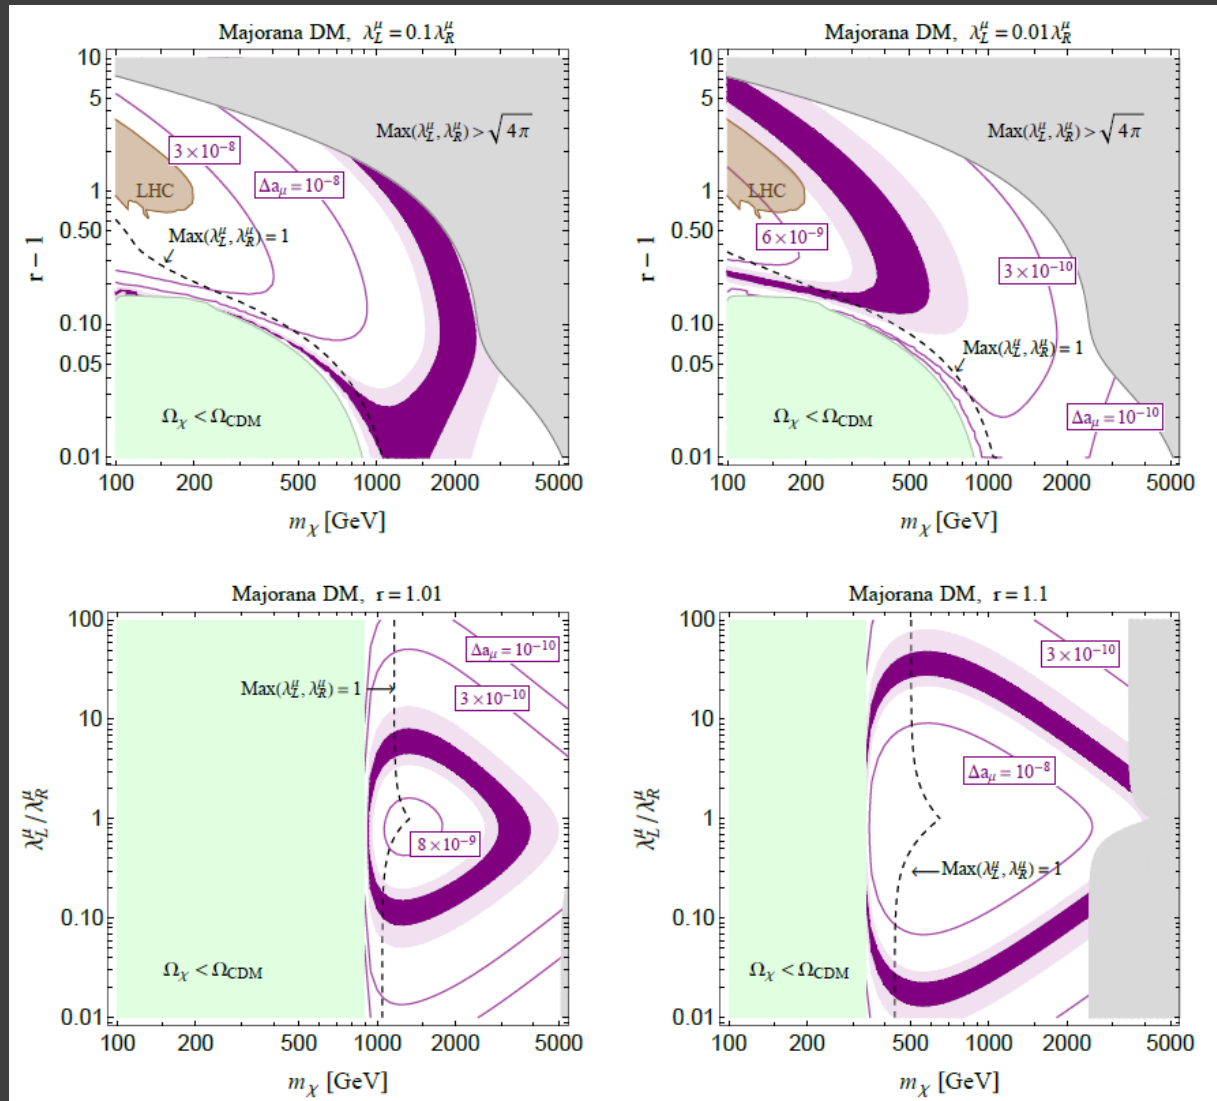 Majorana DM, λ_L^μ = 0.1λ_R^μ
10
5
1
0.50
0.10
0.05
0.01
r − 1
Max(λ_L^μ, λ_R^μ) > √4π
3 × 10⁻⁸
Δa_μ = 10⁻⁸
LHC
Max(λ_L^μ, λ_R^μ) = 1
Ω_χ < Ω_CDM
100 200 500 1000 2000 5000
m_χ [GeV]
Majorana DM, λ_L^μ = 0.01λ_R^μ
10
5
1
0.50
0.10
0.05
0.01
r − 1
Max(λ_L^μ, λ_R^μ) > √4π
LHC
6 × 10⁻⁹
3 × 10⁻¹⁰
Max(λ_L^μ, λ_R^μ) = 1
Ω_χ < Ω_CDM
Δa_μ = 10⁻¹⁰
100 200 500 1000 2000 5000
m_χ [GeV]
Majorana DM, r = 1.01
100
10
1
0.10
0.01
λ_L^μ / λ_R^μ
Δa_μ = 10⁻¹⁰
Max(λ_L^μ, λ_R^μ) = 1
3 × 10⁻¹⁰
8 × 10⁻⁹
Ω_χ < Ω_CDM
100 200 500 1000 2000 5000
m_χ [GeV]
Majorana DM, r = 1.1
100
10
1
0.10
0.01
λ_L^μ / λ_R^μ
3 × 10⁻¹⁰
Δa_μ = 10⁻⁸
Max(λ_L^μ, λ_R^μ) = 1
Ω_χ < Ω_CDM
100 200 500 1000 2000 5000
m_χ [GeV]